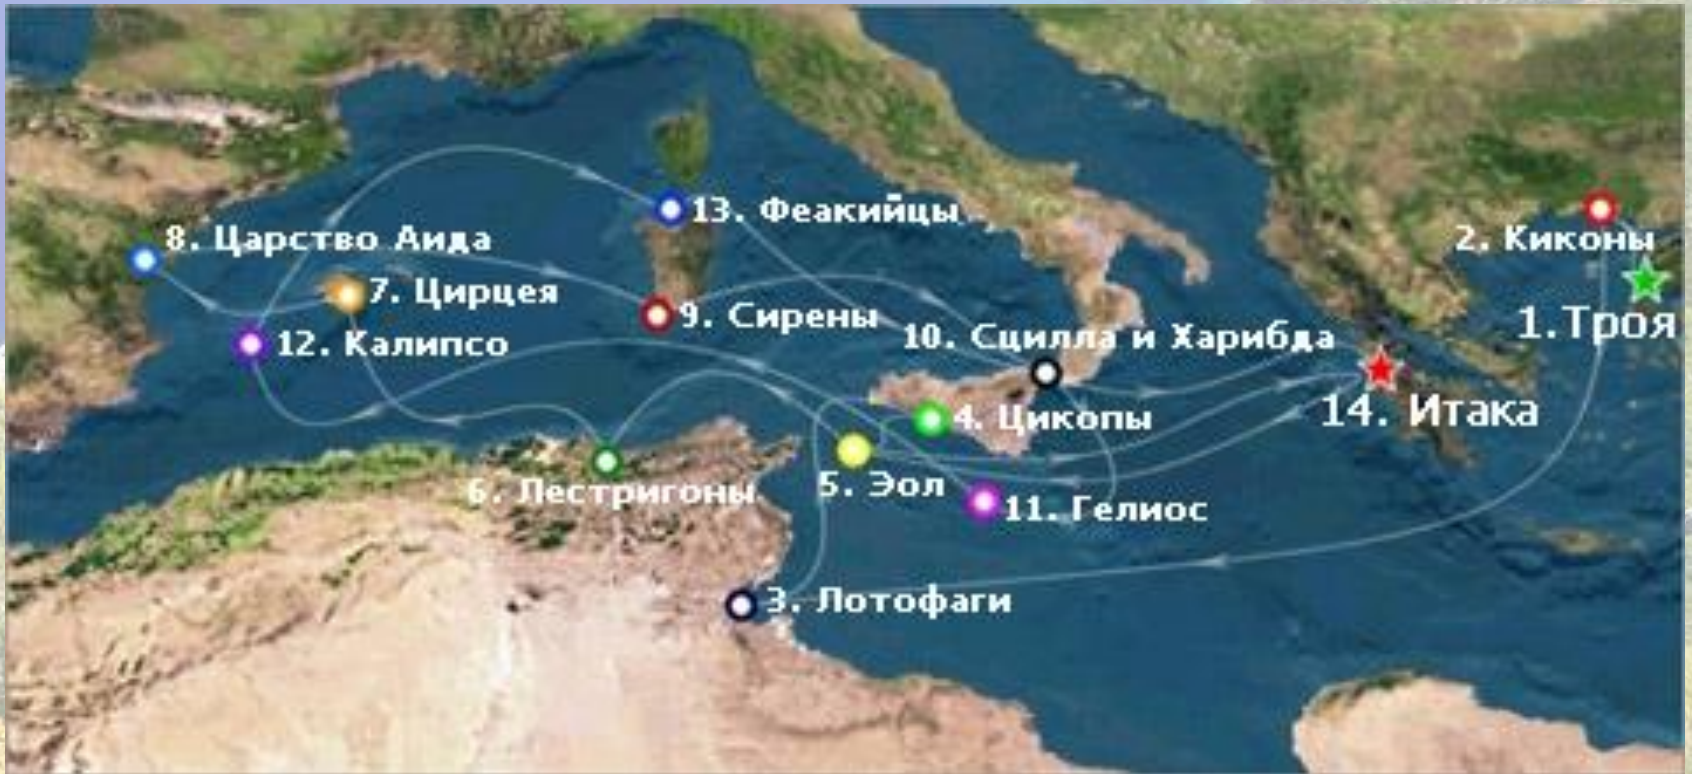 13. Феакийцы
8. Царство Аида
2. Киконы
7. Цирцея
9. Сирены
1.Троя
12. Калипсо
10. Сцилла и Харибда
4. Цикопы
14. Итака
5. Эол
6. Лестригоны
11. Гелиос
3. Лотофаги